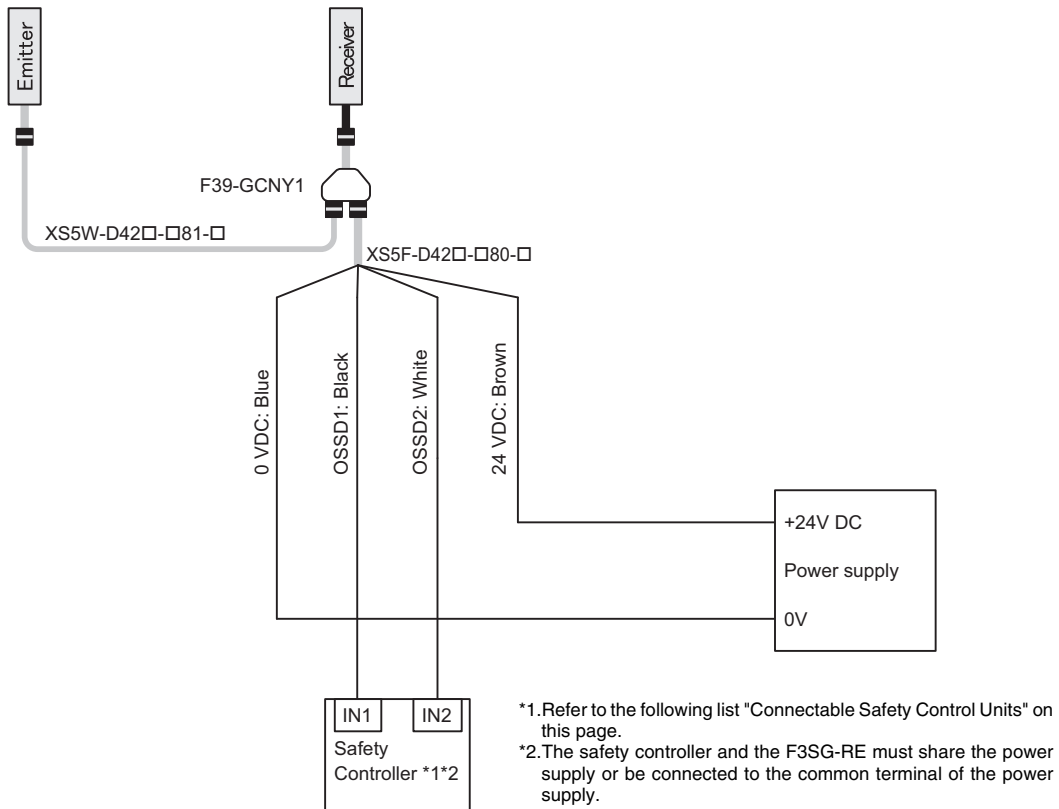 Emitter
Receiver
F39-GCNY1
XS5W-D42□-□81-□
XS5F-D42□-□80-□
0 VDC: Blue
OSSD1: Black
OSSD2: White
24 VDC: Brown
+24V DC
Power supply
0V
IN1
IN2
Safety
Controller *1*2
*1.Refer to the following list "Connectable Safety Control Units" on
this page.
*2.The safety controller and the F3SG-RE must share the power
supply or be connected to the common terminal of the power
supply.